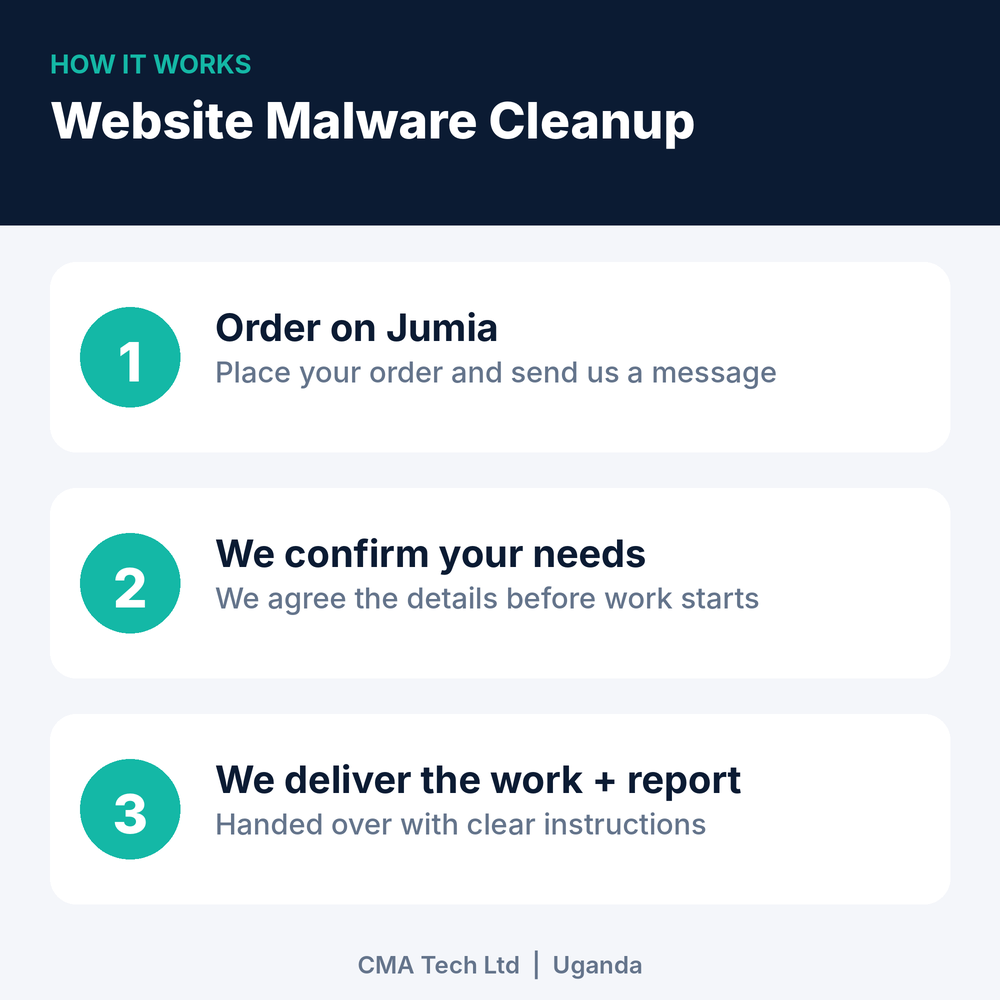 HOW IT WORKS
Website Malware Cleanup
1
Order on Jumia
Place your order and send us a message
2
We confirm your needs
We agree the details before work starts
3
We deliver the work + report
Handed over with clear instructions
CMA Tech Ltd | Uganda